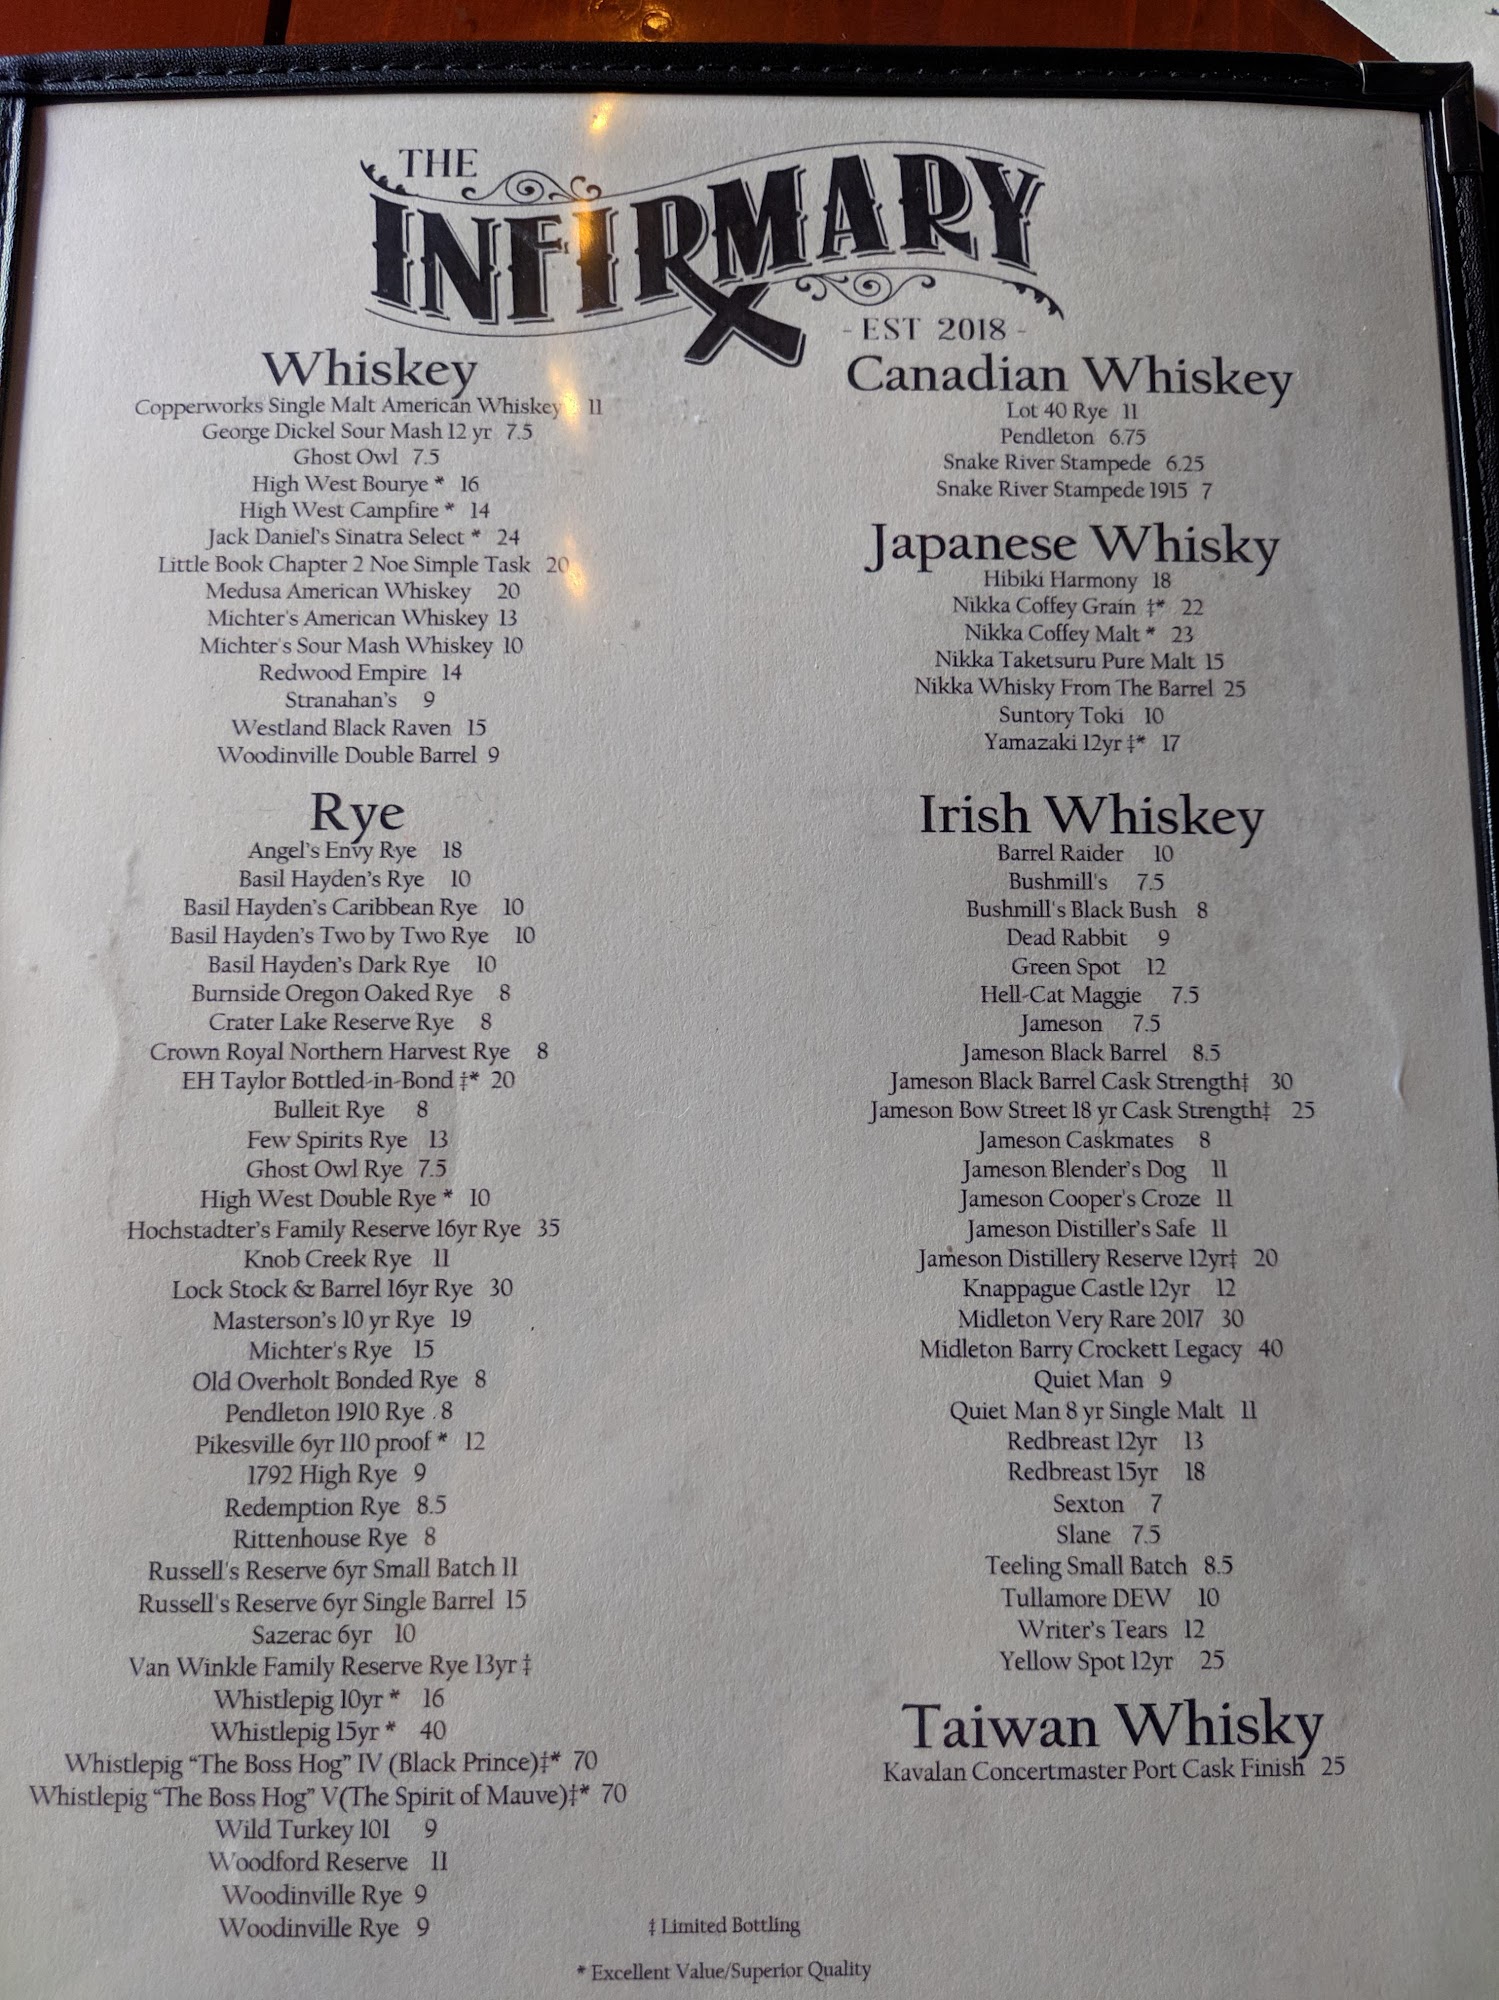 THE
INFIRMARY
- EST 2018 -
Whiskey
Copperworks Single Malt American Whiskey 11
George Dickel Sour Mash 12 yr 7.5
Ghost Owl 7.5
High West Bourye * 16
High West Campfire * 14
Jack Daniel's Sinatra Select * 24
Little Book Chapter 2 Noe Simple Task 20
Medusa American Whiskey 20
Michter's American Whiskey 13
Michter's Sour Mash Whiskey 10
Redwood Empire 14
Stranahan's 9
Westland Black Raven 15
Woodinville Double Barrel 9
Rye
Angel's Envy Rye 18
Basil Hayden's Rye 10
Basil Hayden's Caribbean Rye 10
Basil Hayden's Two by Two Rye 10
Basil Hayden's Dark Rye 10
Burnside Oregon Oaked Rye 8
Crater Lake Reserve Rye 8
Crown Royal Northern Harvest Rye 8
EH Taylor Bottled-in-Bond ‡* 20
Bulleit Rye 8
Few Spirits Rye 13
Ghost Owl Rye 7.5
High West Double Rye * 10
Hochstadter's Family Reserve 16yr Rye 35
Knob Creek Rye 11
Lock Stock & Barrel 16yr Rye 30
Masterson's 10 yr Rye 19
Michter's Rye 15
Old Overholt Bonded Rye 8
Pendleton 1910 Rye 8
Pikesville 6yr 110 proof * 12
1792 High Rye 9
Redemption Rye 8.5
Rittenhouse Rye 8
Russell's Reserve 6yr Small Batch 11
Russell's Reserve 6yr Single Barrel 15
Sazerac 6yr 10
Van Winkle Family Reserve Rye 13yr ‡
Whistlepig 10yr * 16
Whistlepig 15yr * 40
Whistlepig “The Boss Hog” IV (Black Prince)‡* 70
Whistlepig “The Boss Hog” V(The Spirit of Mauve)‡* 70
Wild Turkey 101 9
Woodford Reserve 11
Woodinville Rye 9
Woodinville Rye 9
Canadian Whiskey
Lot 40 Rye 11
Pendleton 6.75
Snake River Stampede 6.25
Snake River Stampede 1915 7
Japanese Whisky
Hibiki Harmony 18
Nikka Coffey Grain ‡* 22
Nikka Coffey Malt * 23
Nikka Taketsuru Pure Malt 15
Nikka Whisky From The Barrel 25
Suntory Toki 10
Yamazaki 12yr ‡* 17
Irish Whiskey
Barrel Raider 10
Bushmill's 7.5
Bushmill's Black Bush 8
Dead Rabbit 9
Green Spot 12
Hell-Cat Maggie 7.5
Jameson 7.5
Jameson Black Barrel 8.5
Jameson Black Barrel Cask Strength‡ 30
Jameson Bow Street 18 yr Cask Strength‡ 25
Jameson Caskmates 8
Jameson Blender's Dog 11
Jameson Cooper's Croze 11
Jameson Distiller's Safe 11
Jameson Distillery Reserve 12yr‡ 20
Knappague Castle 12yr 12
Midleton Very Rare 2017 30
Midleton Barry Crockett Legacy 40
Quiet Man 9
Quiet Man 8 yr Single Malt 11
Redbreast 12yr 13
Redbreast 15yr 18
Sexton 7
Slane 7.5
Teeling Small Batch 8.5
Tullamore DEW 10
Writer's Tears 12
Yellow Spot 12yr 25
Taiwan Whisky
Kavalan Concertmaster Port Cask Finish 25
‡ Limited Bottling
* Excellent Value/Superior Quality